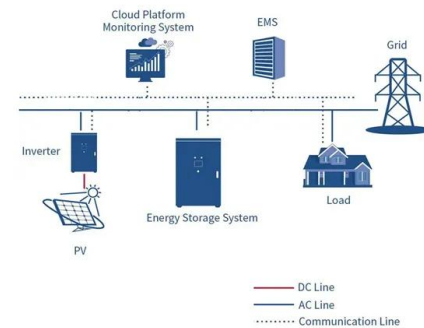 Cloud Platform
Monitoring System
EMS
Grid
Inverter
Energy Storage System
Load
PV
DC Line
AC Line
Communication Line